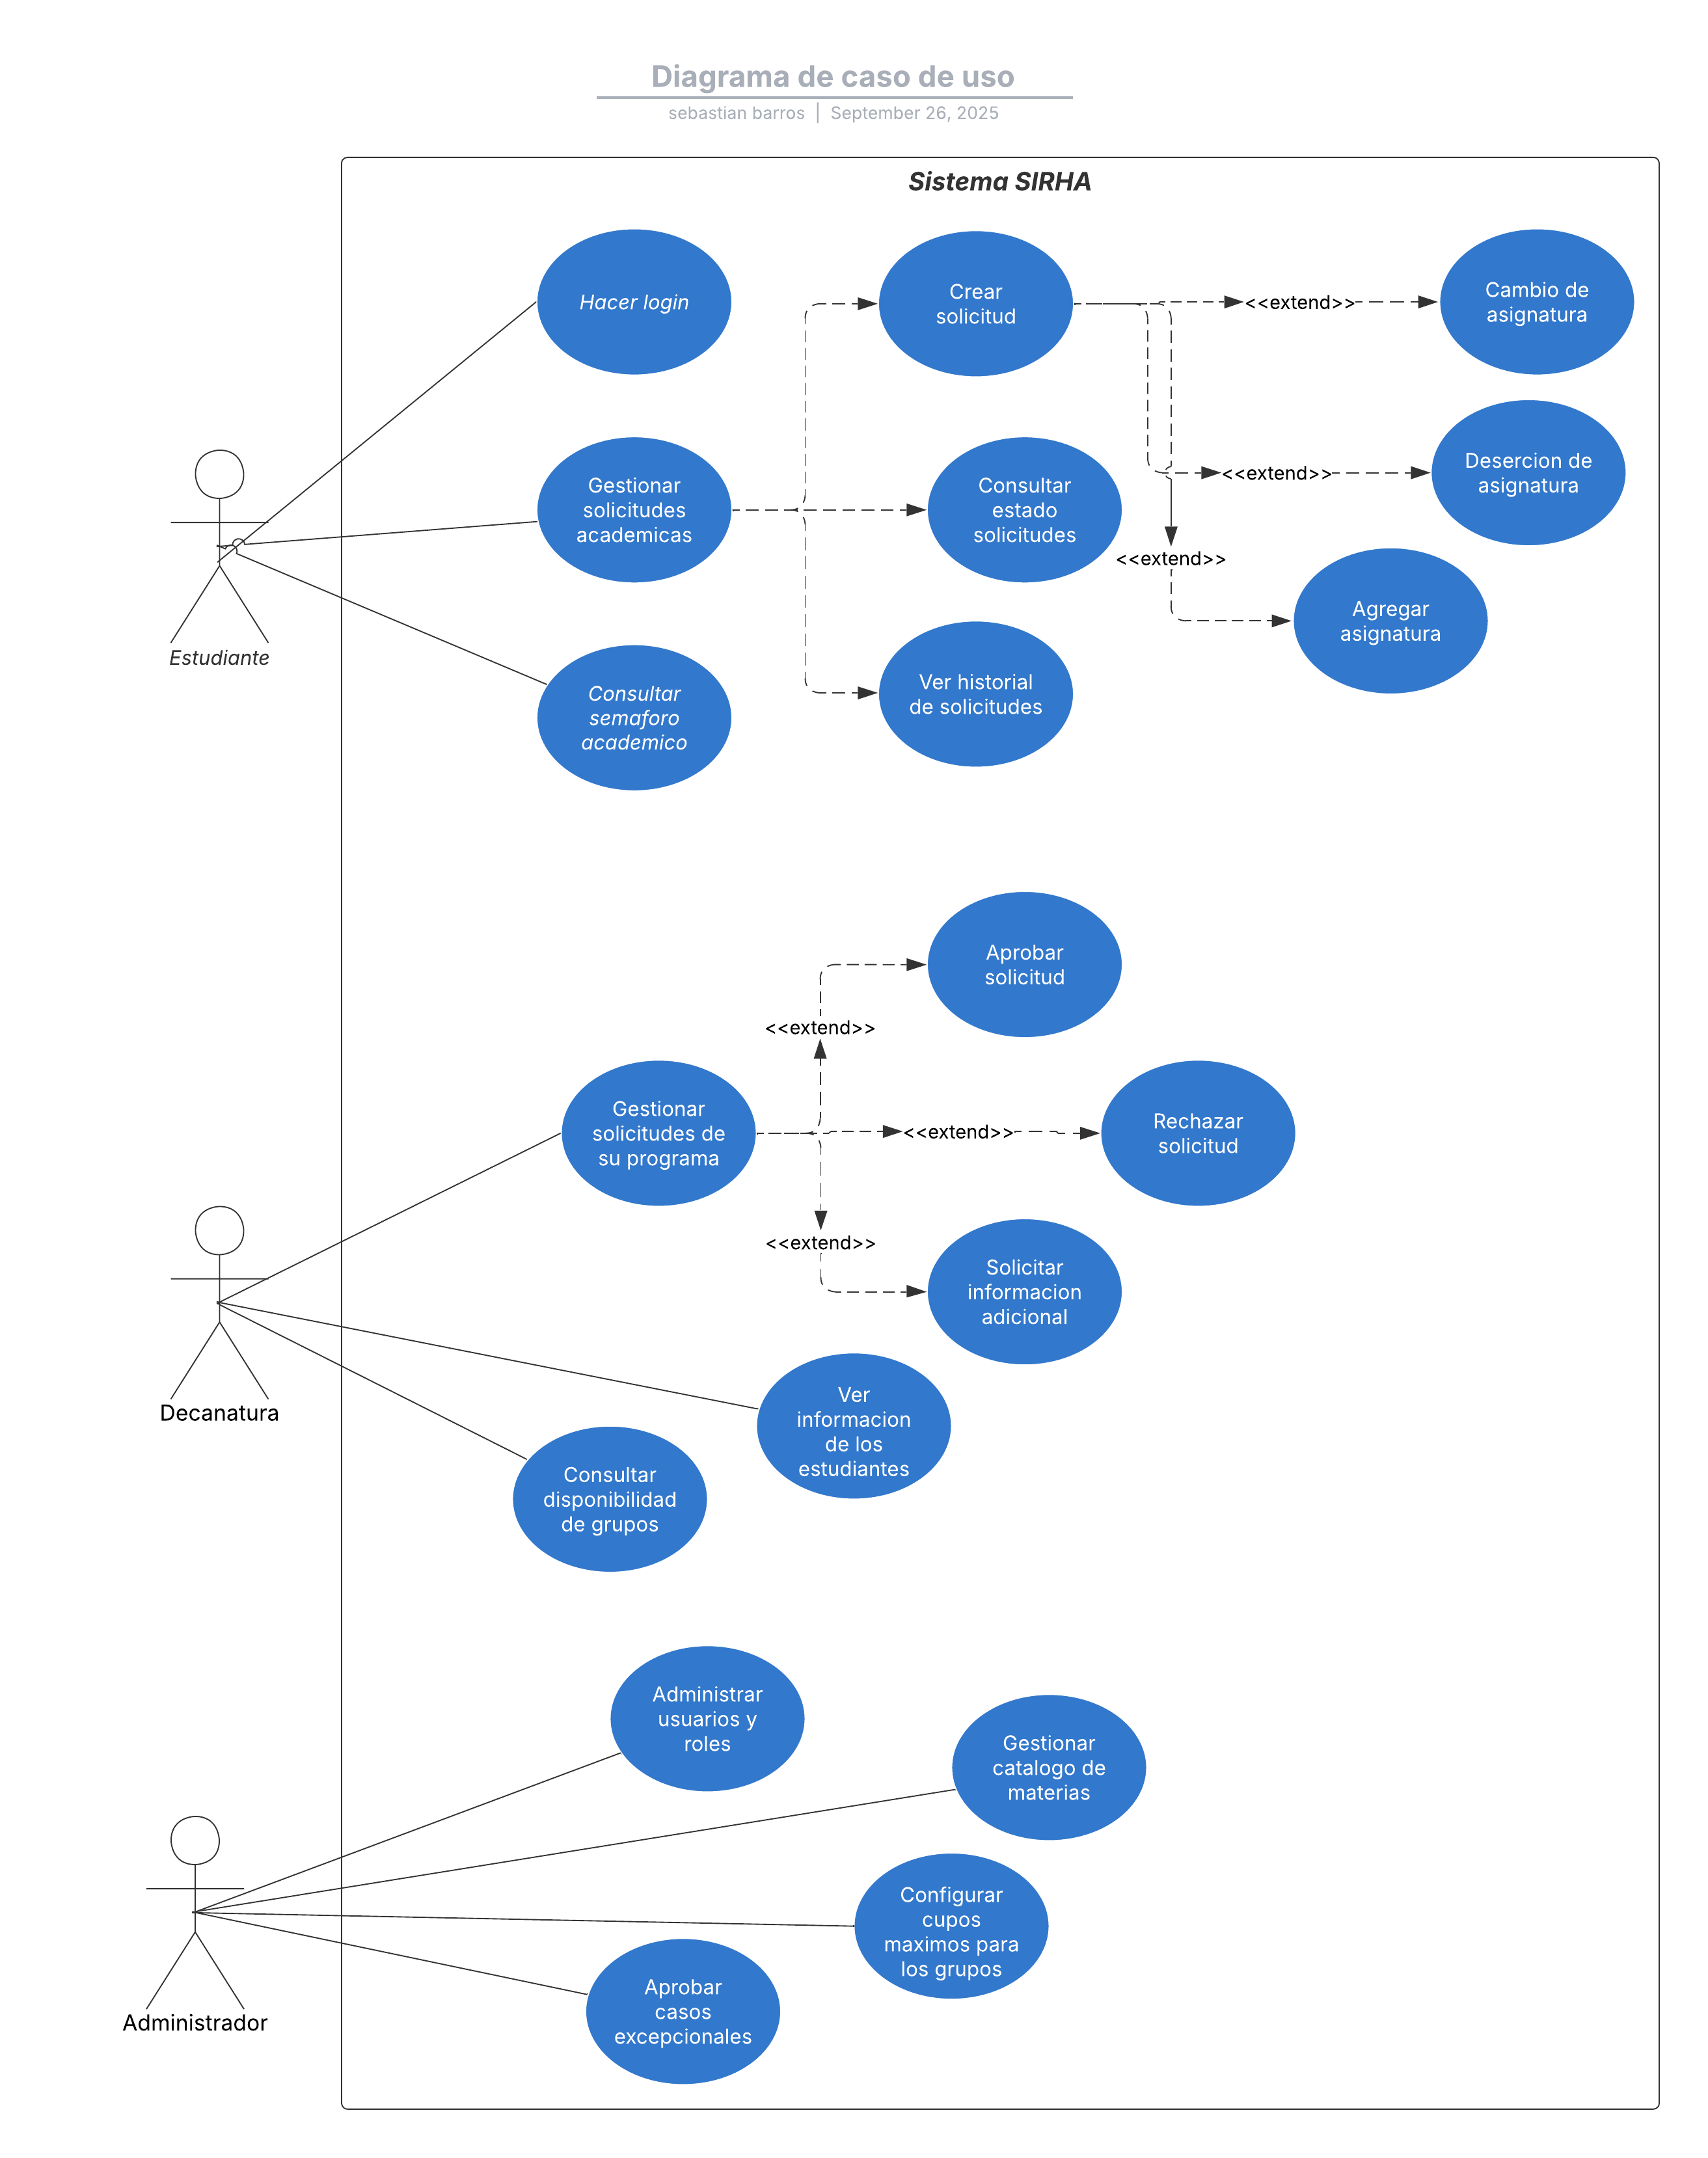 Diagrama de caso de uso
sebastian barros | September 26, 2025
Sistema SIRHA
Hacer login
Crear
solicitud
<<extend>>
Cambio de
asignatura
Gestionar
solicitudes
academicas
Consultar
estado
solicitudes
<<extend>>
Desercion de
asignatura
<<extend>>
Agregar
asignatura
Estudiante
Consultar
semaforo
academico
Ver historial
de solicitudes
Aprobar
solicitud
<<extend>>
Gestionar
solicitudes de
su programa
<<extend>>
Rechazar
solicitud
<<extend>>
Solicitar
informacion
adicional
Decanatura
Ver
informacion
de los
estudiantes
Consultar
disponibilidad
de grupos
Administrar
usuarios y
roles
Gestionar
catalogo de
materias
Configurar
cupos
maximos para
los grupos
Administrador
Aprobar
casos
excepcionales